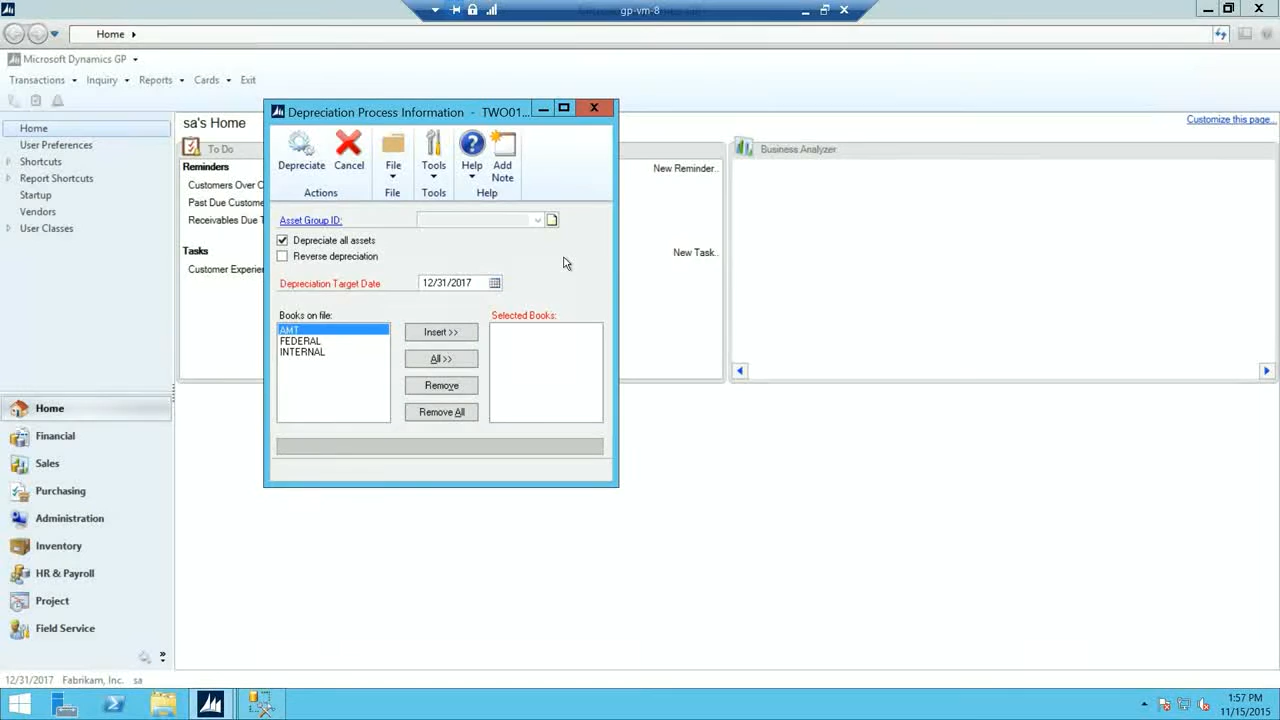 gp-vm-8
Home
Microsoft Dynamics GP
Transactions Inquiry Reports Cards Exit
Home
User Preferences
Shortcuts
Report Shortcuts
Startup
Vendors
User Classes
Home
Financial
Sales
Purchasing
Administration
Inventory
HR & Payroll
Project
Field Service
sa's Home
Customize this page...
To Do
Reminders
New Reminder..
Customers Over C
Past Due Custome
Receivables Due T
Tasks
New Task..
Customer Experien
Business Analyzer
Depreciation Process Information - TWO01...
Depreciate
Cancel
File
Tools
Help
Add
Note
Actions
File
Tools
Help
Asset Group ID:
Depreciate all assets
Reverse depreciation
Depreciation Target Date 12/31/2017
Books on file:
AMT
FEDERAL
INTERNAL
Insert >>
All >>
Remove
Remove All
Selected Books:
12/31/2017 Fabrikam, Inc. sa
1:57 PM
11/15/2015